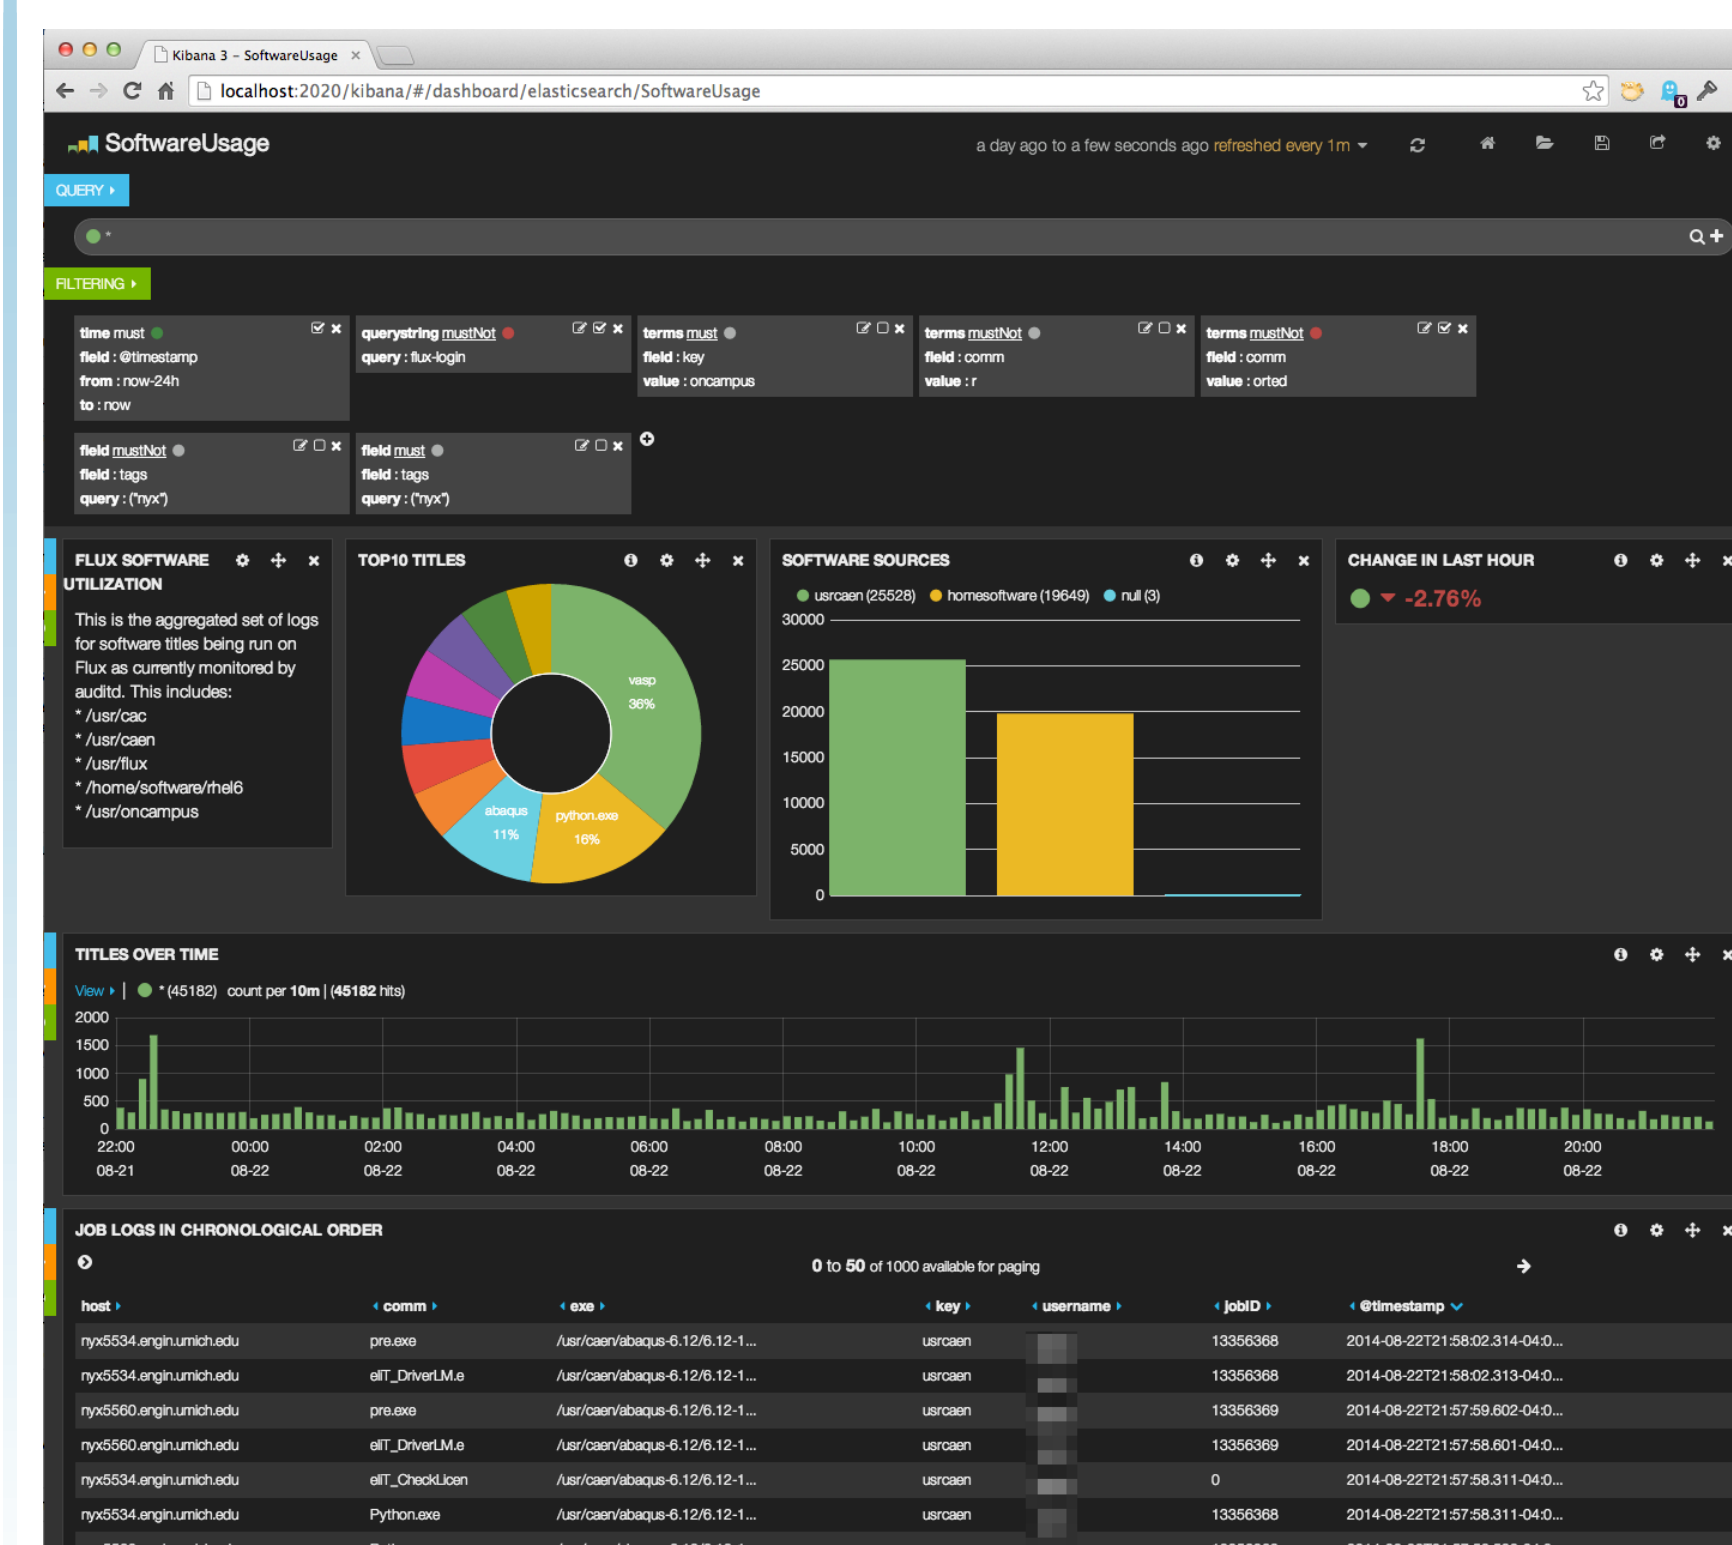 Kibana 3 – SoftwareUsage
localhost:2020/kibana/#/dashboard/elasticsearch/SoftwareUsage
0
SoftwareUsage
a day ago to a few seconds ago refreshed every 1m
QUERY
*
FILTERING
time must
field : @timestamp
from : now-24h
to : now
querystring mustNot
query : flux-login
terms must
field : key
value : oncampus
terms mustNot
field : comm
value : r
terms mustNot
field : comm
value : orted
field mustNot
field : tags
query : ("nyx")
field must
field : tags
query : ("nyx")
FLUX SOFTWARE
UTILIZATION
This is the aggregated set of logs
for software titles being run on
Flux as currently monitored by
auditd. This includes:
* /usr/cac
* /usr/caen
* /usr/flux
* /home/software/rhel6
* /usr/oncampus
TOP10 TITLES
vasp
36%
abaqus
11%
python.exe
16%
SOFTWARE SOURCES
usrcaen (25528) homesoftware (19649) null (3)
30000
25000
20000
15000
10000
5000
0
CHANGE IN LAST HOUR
-2.76%
TITLES OVER TIME
View | * (45182) count per 10m | (45182 hits)
2000
1500
1000
500
0
22:00 00:00 02:00 04:00 06:00 08:00 10:00 12:00 14:00 16:00 18:00 20:00
08-21 08-22 08-22 08-22 08-22 08-22 08-22 08-22 08-22 08-22 08-22 08-22
JOB LOGS IN CHRONOLOGICAL ORDER
0 to 50 of 1000 available for paging
host comm exe key username jobID @timestamp
nyx5534.engin.umich.edu pre.exe /usr/caen/abaqus-6.12/6.12-1... usrcaen 13356368 2014-08-22T21:58:02.314-04:0...
nyx5534.engin.umich.edu eliT_DriverLM.e /usr/caen/abaqus-6.12/6.12-1... usrcaen 13356368 2014-08-22T21:58:02.313-04:0...
nyx5560.engin.umich.edu pre.exe /usr/caen/abaqus-6.12/6.12-1... usrcaen 13356369 2014-08-22T21:57:59.602-04:0...
nyx5560.engin.umich.edu eliT_DriverLM.e /usr/caen/abaqus-6.12/6.12-1... usrcaen 13356369 2014-08-22T21:57:58.601-04:0...
nyx5534.engin.umich.edu eliT_CheckLicen /usr/caen/abaqus-6.12/6.12-1... usrcaen 0 2014-08-22T21:57:58.311-04:0...
nyx5534.engin.umich.edu Python.exe /usr/caen/abaqus-6.12/6.12-1... usrcaen 13356368 2014-08-22T21:57:58.311-04:0...